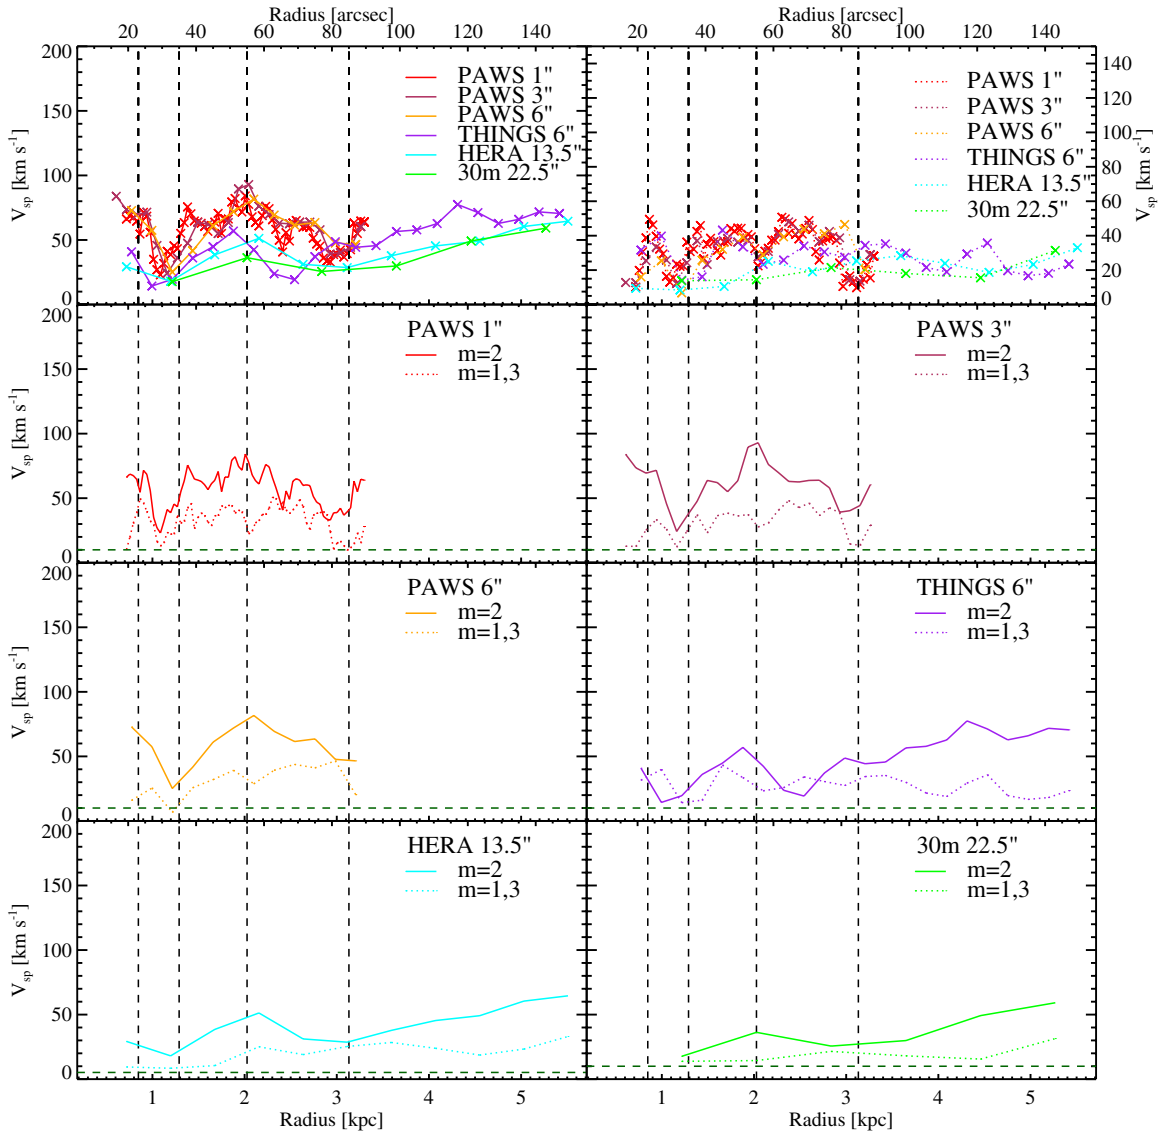 Radius [arcsec] Radius [arcsec]
20 40 60 80 100 120 140 20 40 60 80 100 120 140
200
150
100
50
0
V_sp [km s^-1]
PAWS 1"
PAWS 3"
PAWS 6"
THINGS 6"
HERA 13.5"
30m 22.5"
PAWS 1"
PAWS 3"
PAWS 6"
THINGS 6"
HERA 13.5"
30m 22.5"
140
120
100
80
60
40
20
0
V_sp [km s^-1]
200
150
100
50
0
V_sp [km s^-1]
PAWS 1"
m=2
m=1,3
PAWS 3"
m=2
m=1,3
200
150
100
50
0
V_sp [km s^-1]
PAWS 6"
m=2
m=1,3
THINGS 6"
m=2
m=1,3
200
150
100
50
0
V_sp [km s^-1]
HERA 13.5"
m=2
m=1,3
30m 22.5"
m=2
m=1,3
1 2 3 4 5 1 2 3 4 5
Radius [kpc] Radius [kpc]